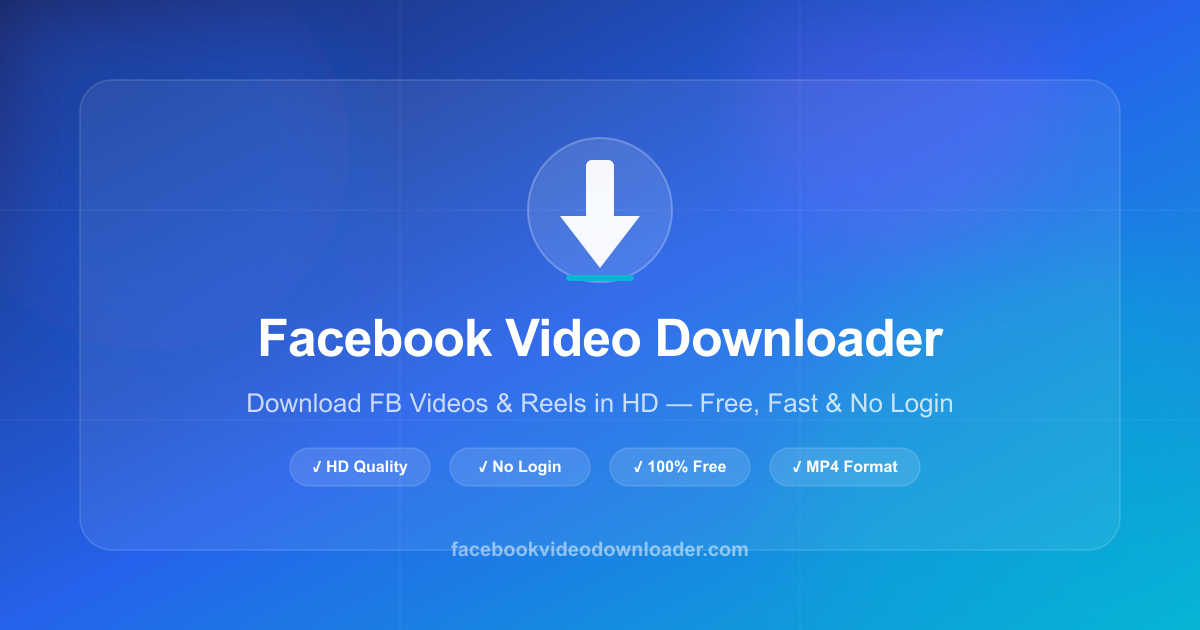 Facebook Video Downloader
Download FB Videos & Reels in HD — Free, Fast & No Login
✓ HD Quality ✓ No Login ✓ 100% Free ✓ MP4 Format
facebookvideodownloader.com